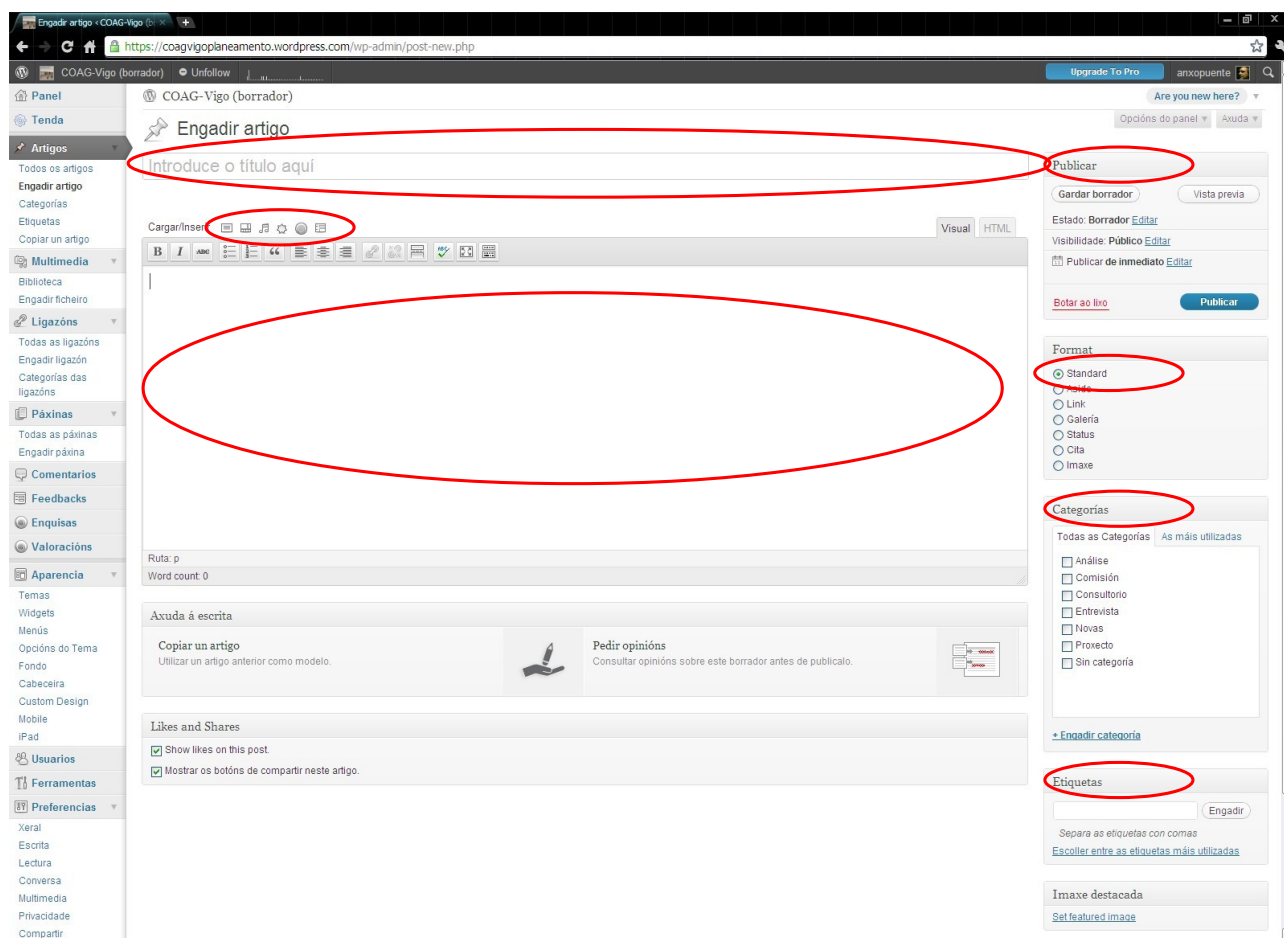 Engadir artigo ‹ COAG-Vigo (b
https://coagvigoplaneamento.wordpress.com/wp-admin/post-new.php
COAG-Vigo (borrador) Unfollow Upgrade To Pro anxopuente
Panel
Tenda
Artigos
Todos os artigos
Engadir artigo
Categorías
Etiquetas
Copiar un artigo
Multimedia
Biblioteca
Engadir ficheiro
Ligazóns
Todas as ligazóns
Engadir ligazón
Categorías das
ligazóns
Páxinas
Todas as páxinas
Engadir páxina
Comentarios
Feedbacks
Enquisas
Valoracións
Aparencia
Temas
Widgets
Menús
Opcións do Tema
Fondo
Cabeceira
Custom Design
Mobile
iPad
Usuarios
Ferramentas
Preferencias
Xeral
Escrita
Lectura
Conversa
Multimedia
Privacidade
Compartir
COAG-Vigo (borrador)
Are you new here?
Opcións do panel Axuda
Engadir artigo
Introduce o título aquí
Cargar/Insert
Visual HTML
B I ABC
Ruta: p
Word count: 0
Axuda á escrita
Copiar un artigo
Utilizar un artigo anterior como modelo.
Pedir opinións
Consultar opinións sobre este borrador antes de publicalo.
Likes and Shares
Show likes on this post.
Mostrar os botóns de compartir neste artigo.
Publicar
Gardar borrador Vista previa
Estado: Borrador Editar
Visibilidade: Público Editar
Publicar de inmediato Editar
Botar ao lixo Publicar
Format
Standard
Aside
Link
Galería
Status
Cita
Imaxe
Categorías
Todas as Categorías As máis utilizadas
Análise
Comisión
Consultorio
Entrevista
Novas
Proxecto
Sin categoría
+ Engadir categoría
Etiquetas
Engadir
Separa as etiquetas con comas
Escoller entre as etiquetas máis utilizadas
Imaxe destacada
Set featured image